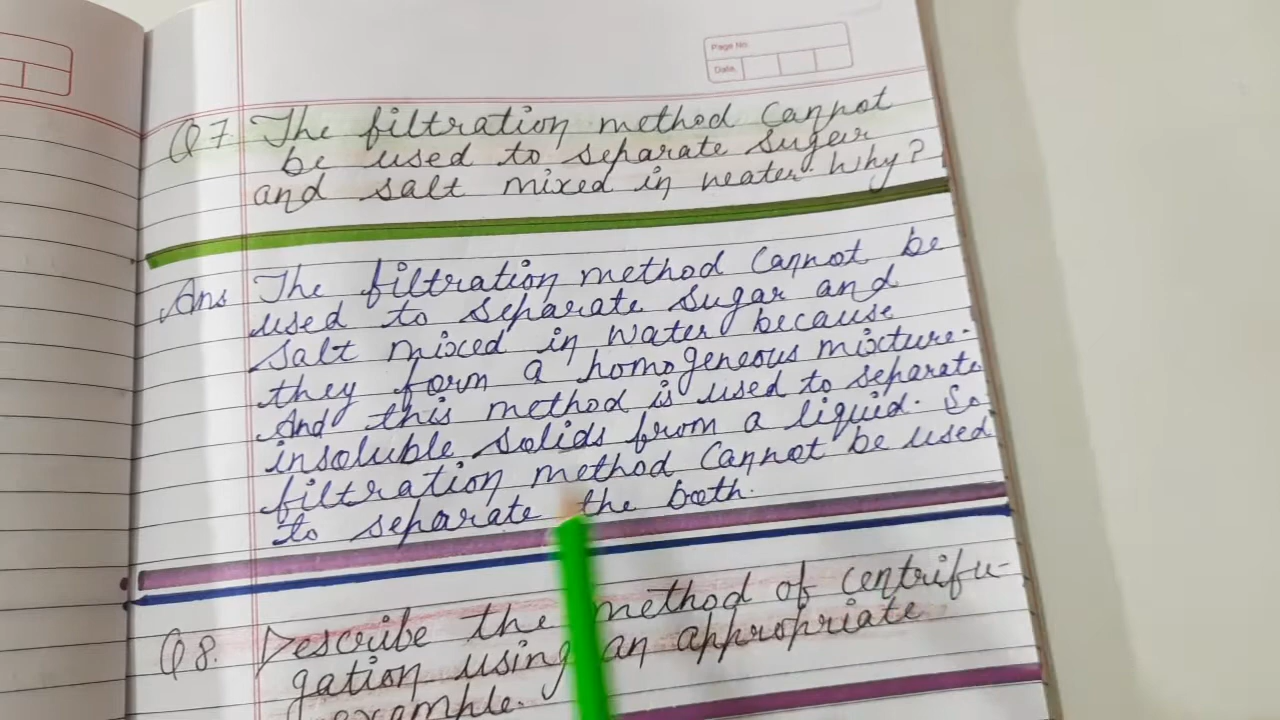 Page No.
Date.
Q 7. The filtration method cannot
be used to separate suger
and salt mixed in water. Why?
Ans The filtration method cannot be
used to separate sugar and
salt mixed in water because
they form a homogeneous mixture.
And this method is used to separate
insoluble solids from a liquid. So
filtration method cannot be used
to separate the both.
Q 8. Describe the method of centrifu-
gation using an appropriate
example.